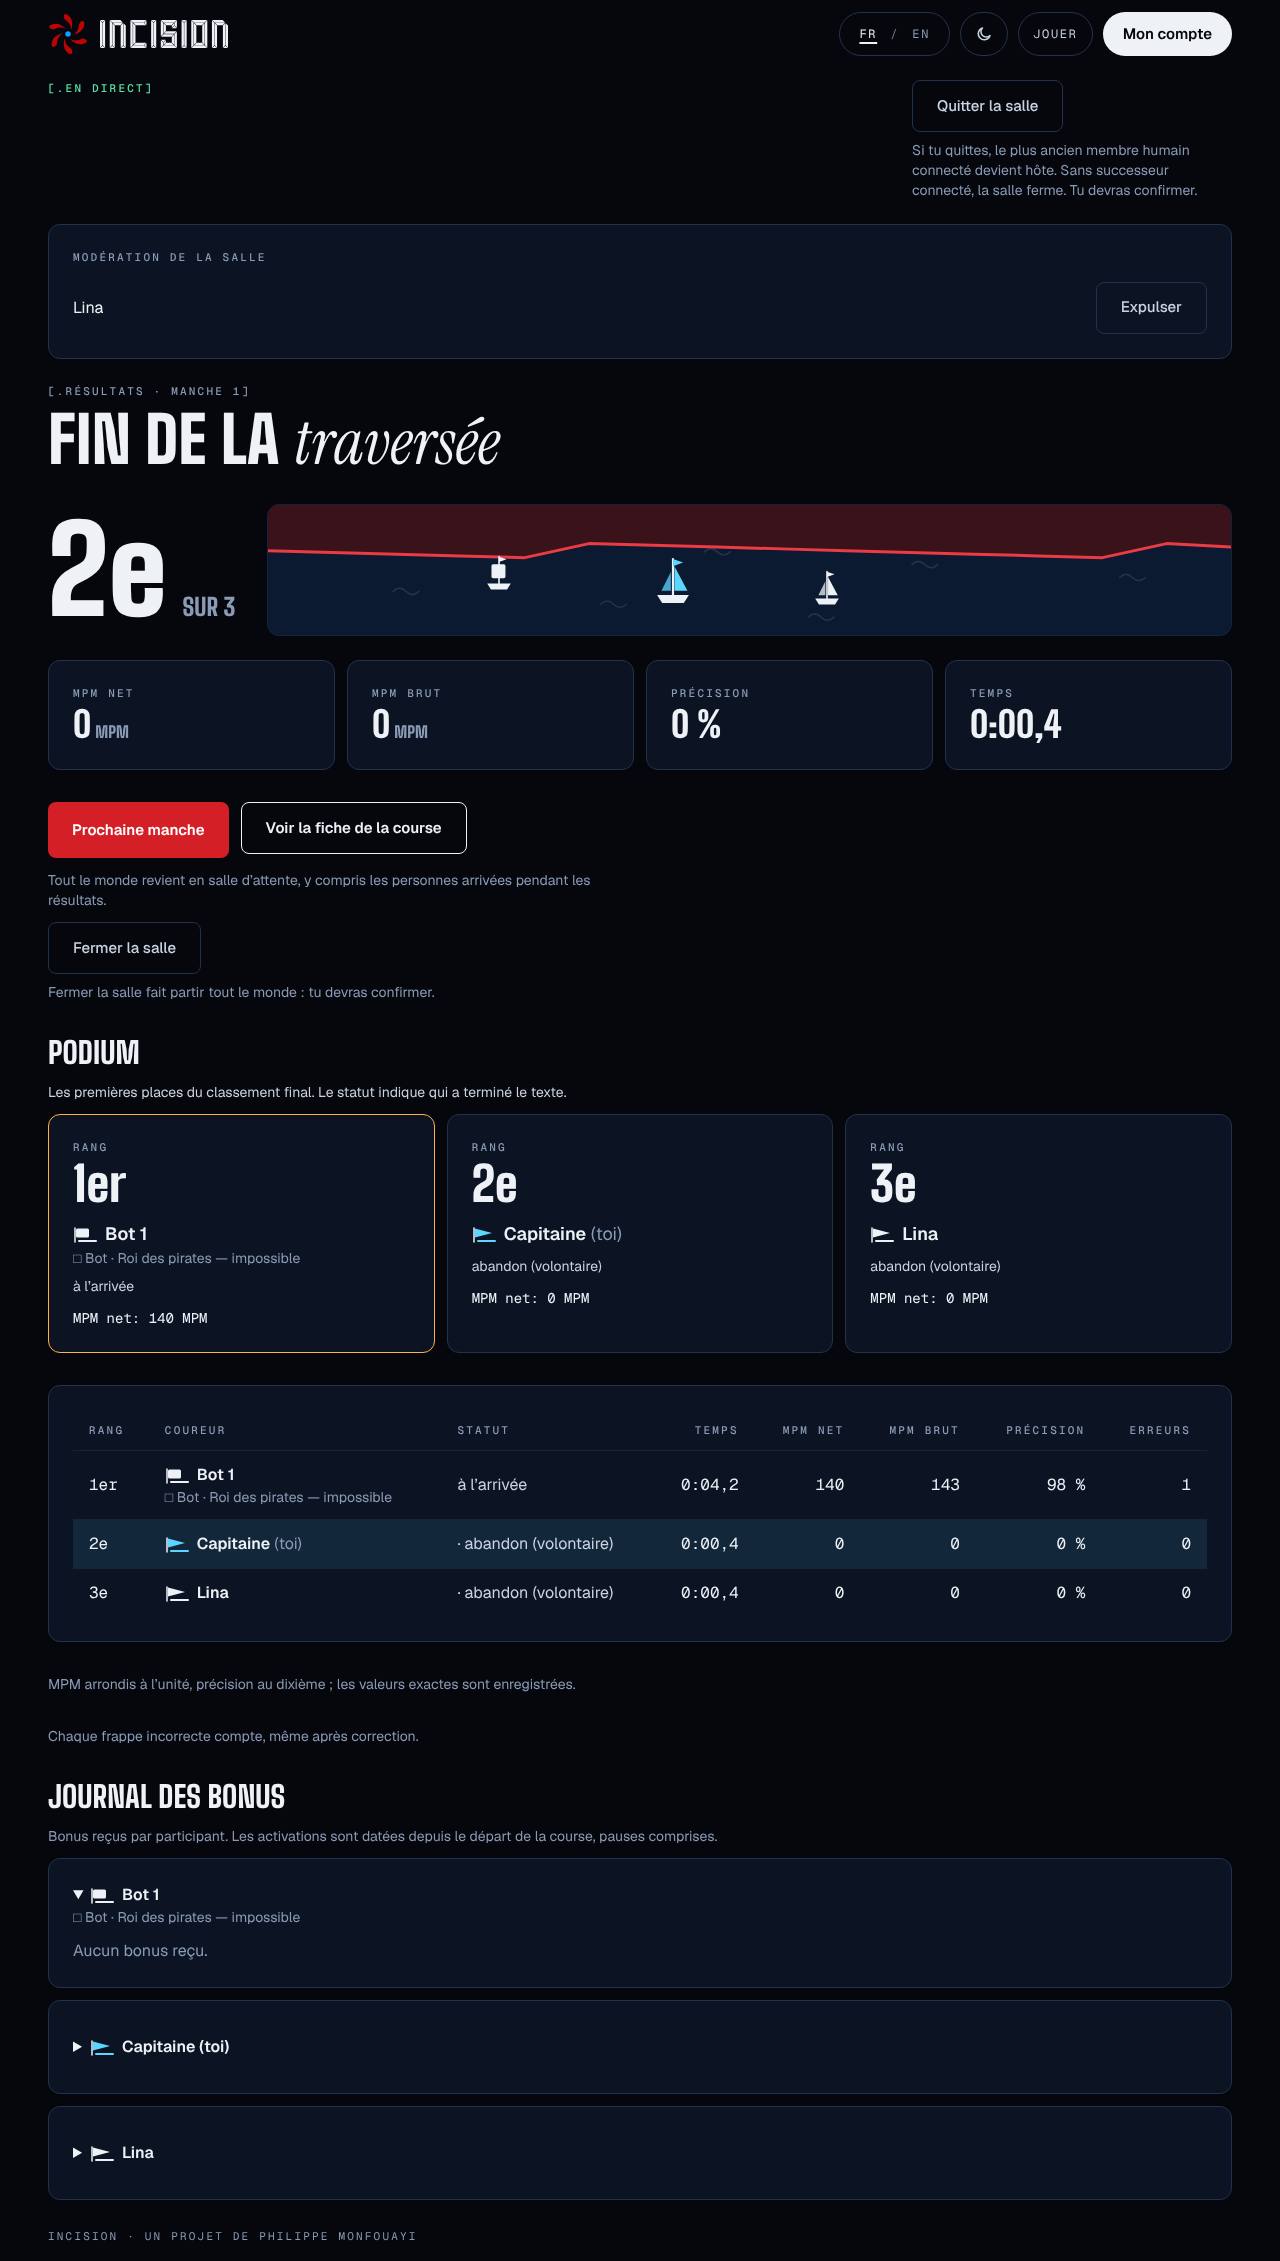 INCISION
FR / EN
JOUER
Mon compte
[.EN DIRECT]
Quitter la salle
Si tu quittes, le plus ancien membre humain
connecté devient hôte. Sans successeur
connecté, la salle ferme. Tu devras confirmer.
MODÉRATION DE LA SALLE
Lina
Expulser
[.RÉSULTATS · MANCHE 1]
FIN DE LA traversée
2e SUR 3
MPM NET
0 MPM
MPM BRUT
0 MPM
PRÉCISION
0 %
TEMPS
0:00,4
Prochaine manche
Voir la fiche de la course
Tout le monde revient en salle d'attente, y compris les personnes arrivées pendant les
résultats.
Fermer la salle
Fermer la salle fait partir tout le monde : tu devras confirmer.
PODIUM
Les premières places du classement final. Le statut indique qui a terminé le texte.
RANG
1er
Bot 1
□ Bot · Roi des pirates — impossible
à l'arrivée
MPM net: 140 MPM
RANG
2e
Capitaine (toi)
abandon (volontaire)
MPM net: 0 MPM
RANG
3e
Lina
abandon (volontaire)
MPM net: 0 MPM
RANG COUREUR STATUT TEMPS MPM NET MPM BRUT PRÉCISION ERREURS
1er Bot 1 à l'arrivée 0:04,2 140 143 98 % 1
□ Bot · Roi des pirates — impossible
2e Capitaine (toi) · abandon (volontaire) 0:00,4 0 0 0 % 0
3e Lina · abandon (volontaire) 0:00,4 0 0 0 % 0
MPM arrondis à l'unité, précision au dixième ; les valeurs exactes sont enregistrées.
Chaque frappe incorrecte compte, même après correction.
JOURNAL DES BONUS
Bonus reçus par participant. Les activations sont datées depuis le départ de la course, pauses comprises.
▼ Bot 1
□ Bot · Roi des pirates — impossible
Aucun bonus reçu.
▶ Capitaine (toi)
▶ Lina
INCISION · UN PROJET DE PHILIPPE MONFOUAYI